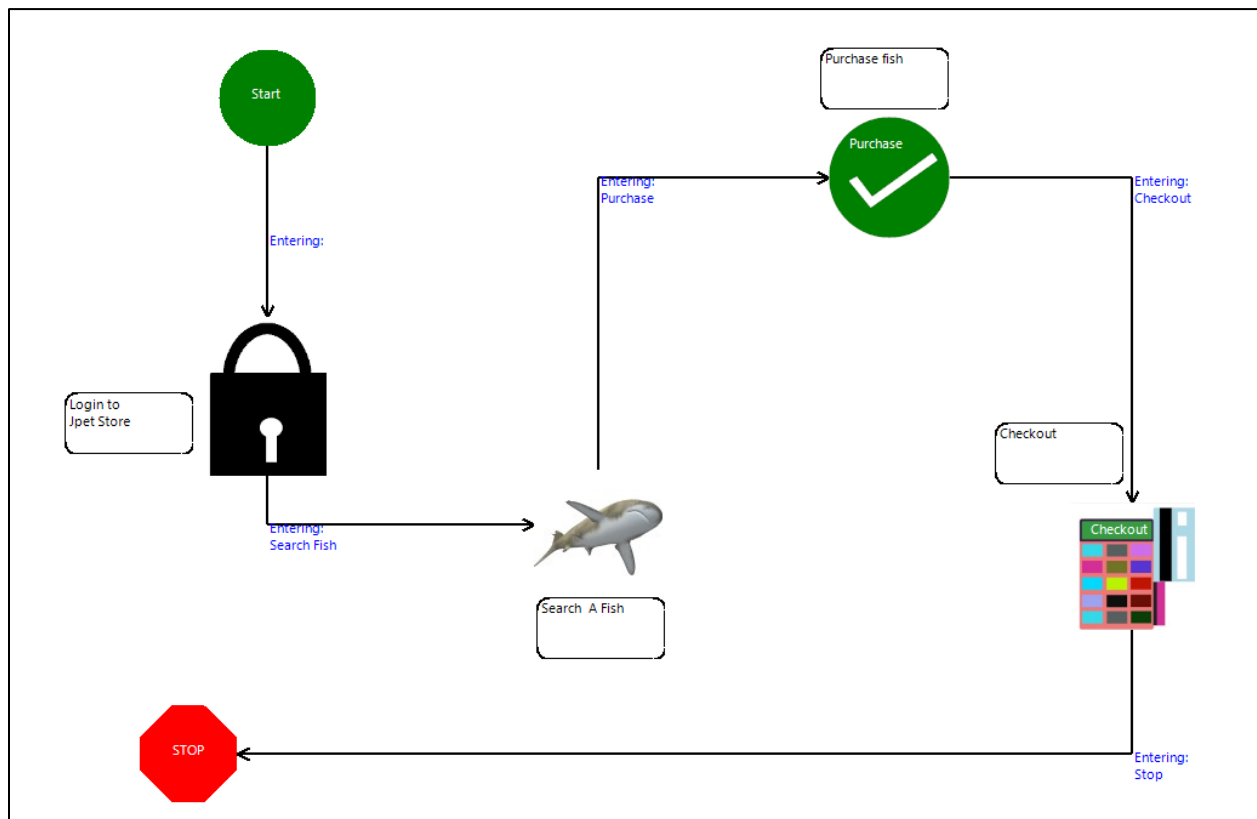 Start
Entering:
Login to
Jpet Store
Entering:
Search Fish
Search  A Fish
Entering:
Purchase
Purchase fish
Purchase
Entering:
Checkout
Checkout
Checkout
Entering:
Stop
STOP